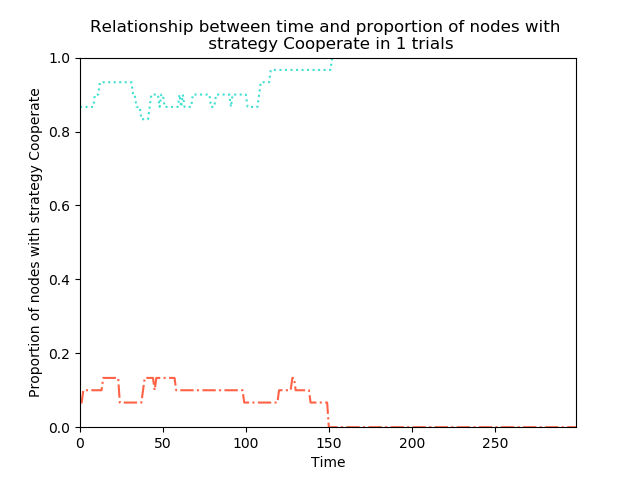 Relationship between time and proportion of nodes with
strategy Cooperate in 1 trials
Proportion of nodes with strategy Cooperate
1.0
0.8
0.6
0.4
0.2
0.0
0 50 100 150 200 250
Time